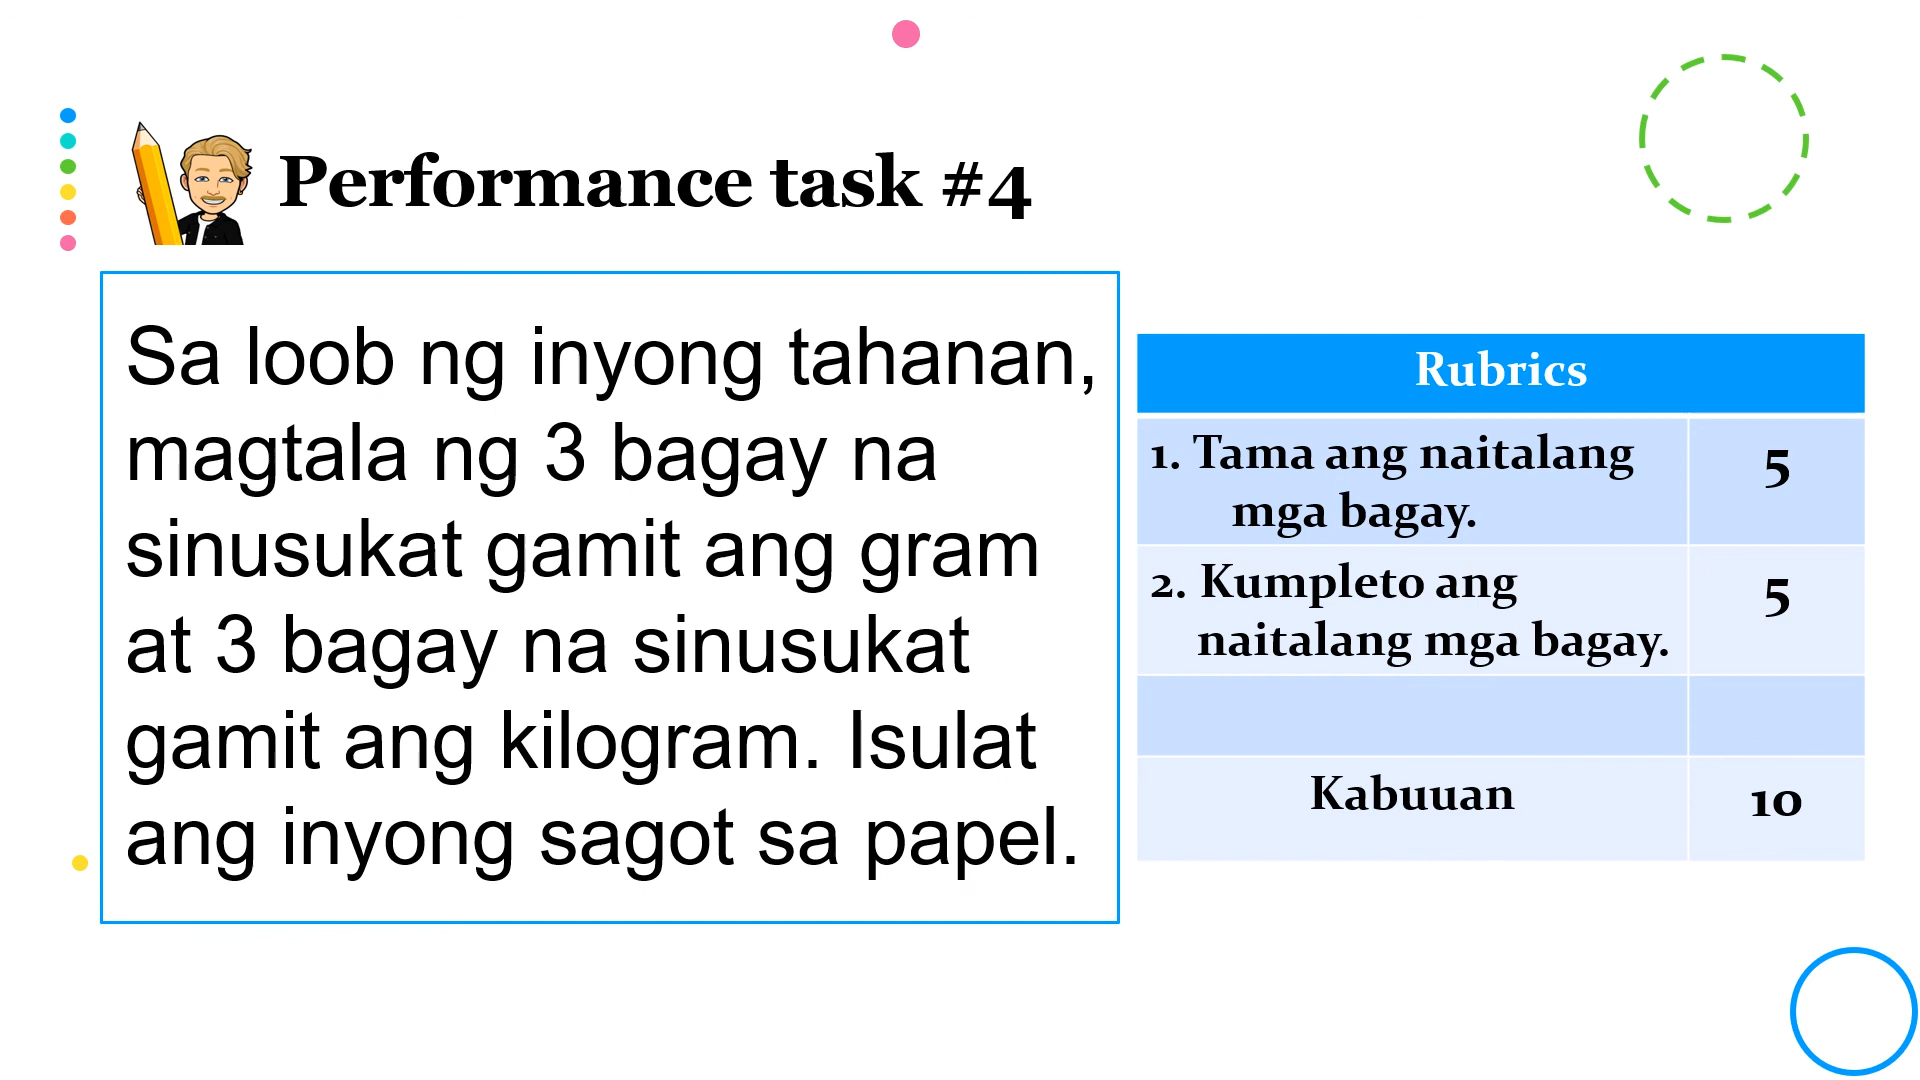 Performance task #4
Sa loob ng inyong tahanan,
magtala ng 3 bagay na
sinusukat gamit ang gram
at 3 bagay na sinusukat
gamit ang kilogram. Isulat
ang inyong sagot sa papel.
Rubrics
1. Tama ang naitalang
mga bagay.
5
2. Kumpleto ang
naitalang mga bagay.
5
Kabuuan
10